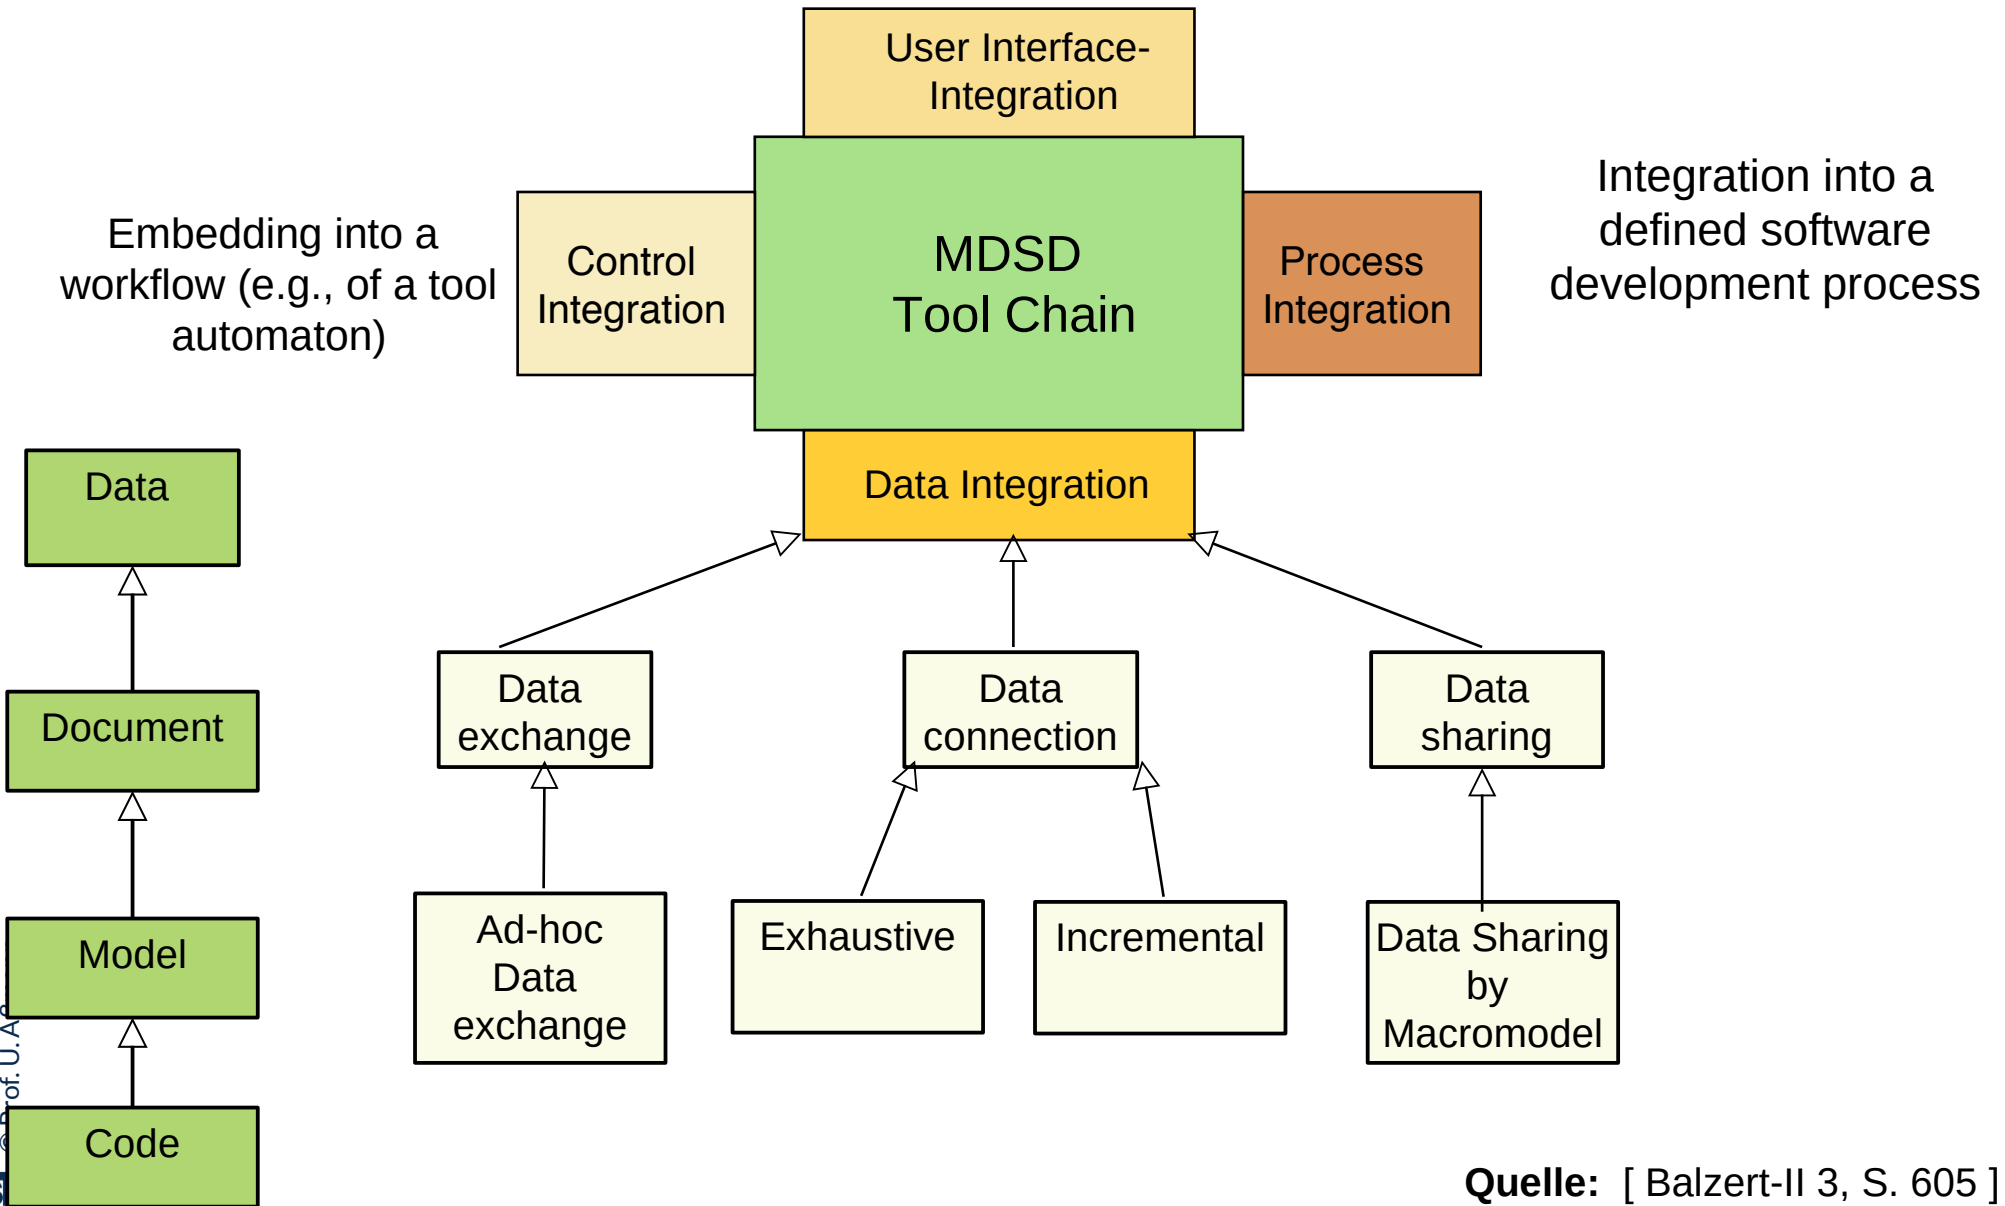 User Interface-
Integration
Embedding into a
workflow (e.g., of a tool
automaton)
Control
Integration
MDSD
Tool Chain
Process
Integration
Integration into a
defined software
development process
Data Integration
Data
Document
Model
Code
Data
exchange
Data
connection
Data
sharing
Ad-hoc
Data
exchange
Exhaustive
Incremental
Data Sharing
by
Macromodel
Prof. U.
Quelle: [ Balzert-II 3, S. 605 ]